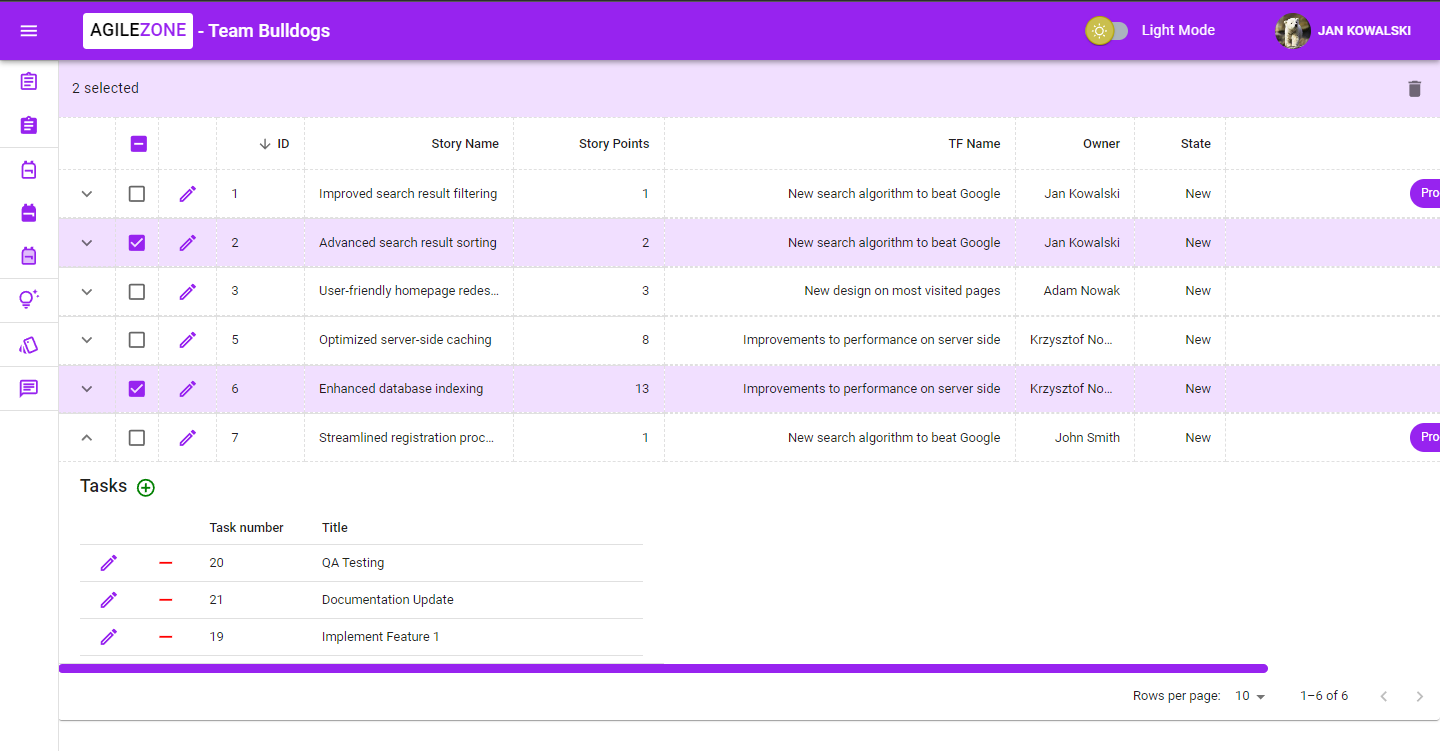 AGILEZONE - Team Bulldogs Light Mode JAN KOWALSKI
2 selected
ID Story Name Story Points TF Name Owner State
1 Improved search result filtering 1 New search algorithm to beat Google Jan Kowalski New Pro
2 Advanced search result sorting 2 New search algorithm to beat Google Jan Kowalski New
3 User-friendly homepage redes... 3 New design on most visited pages Adam Nowak New
5 Optimized server-side caching 8 Improvements to performance on server side Krzysztof No... New
6 Enhanced database indexing 13 Improvements to performance on server side Krzysztof No... New
7 Streamlined registration proc... 1 New search algorithm to beat Google John Smith New Pro
Tasks
Task number Title
20 QA Testing
21 Documentation Update
19 Implement Feature 1
Rows per page: 10 1–6 of 6